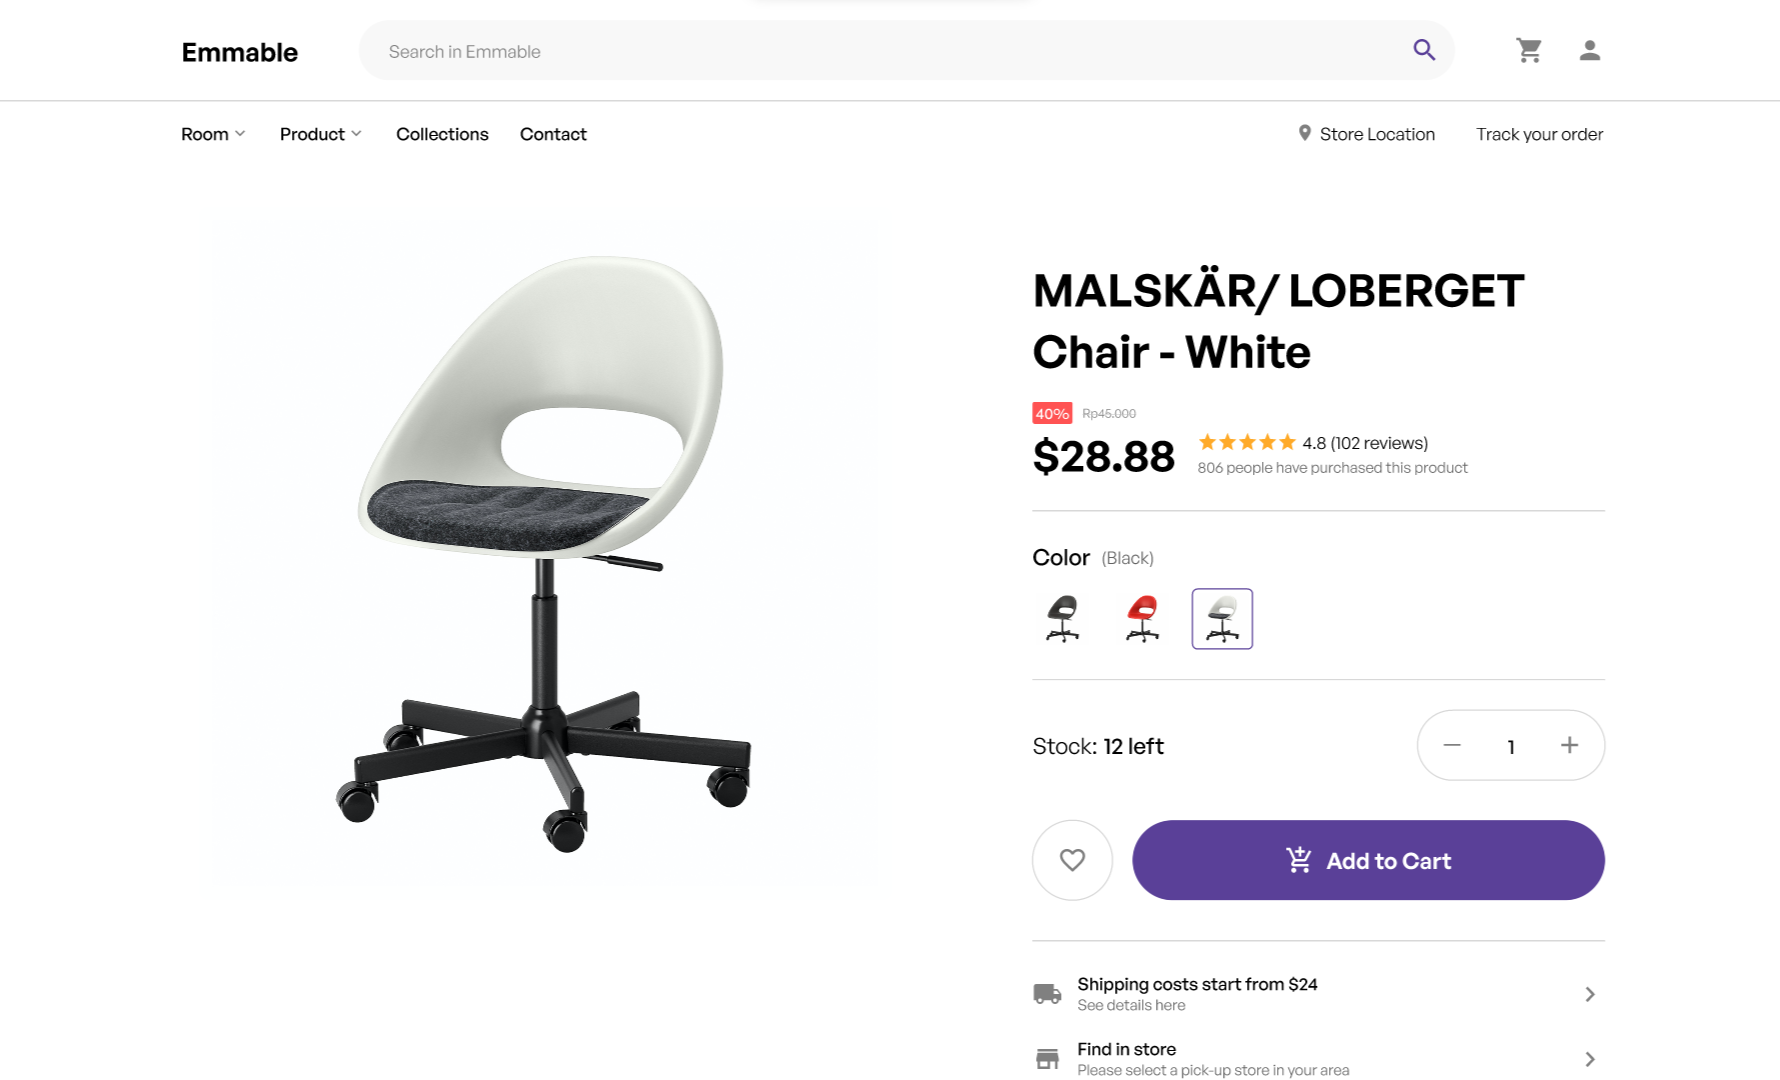 Emmable
Search in Emmable
Room
Product
Collections
Contact
Store Location
Track your order
MALSKÄR/ LOBERGET
Chair - White
40% Rp45.000
$28.88
4.8 (102 reviews)
806 people have purchased this product
Color (Black)
Stock: 12 left
1
Add to Cart
Shipping costs start from $24
See details here
Find in store
Please select a pick-up store in your area